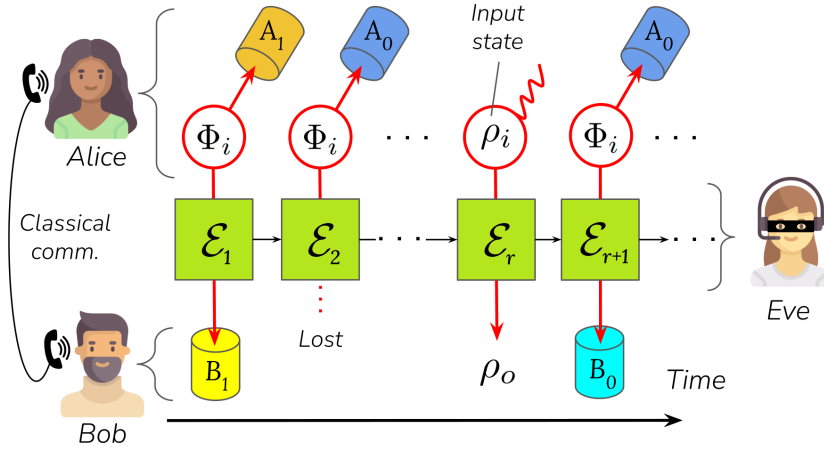 Input
state
A₁
A₀
A₀
Φᵢ
Φᵢ
. . .
ρᵢ
Φᵢ
. . .
Alice
Classical
comm.
ℰ₁
ℰ₂
. . .
ℰᵣ
ℰᵣ₊₁
. . .
Eve
Lost
B₁
ρₒ
B₀
Time
Bob